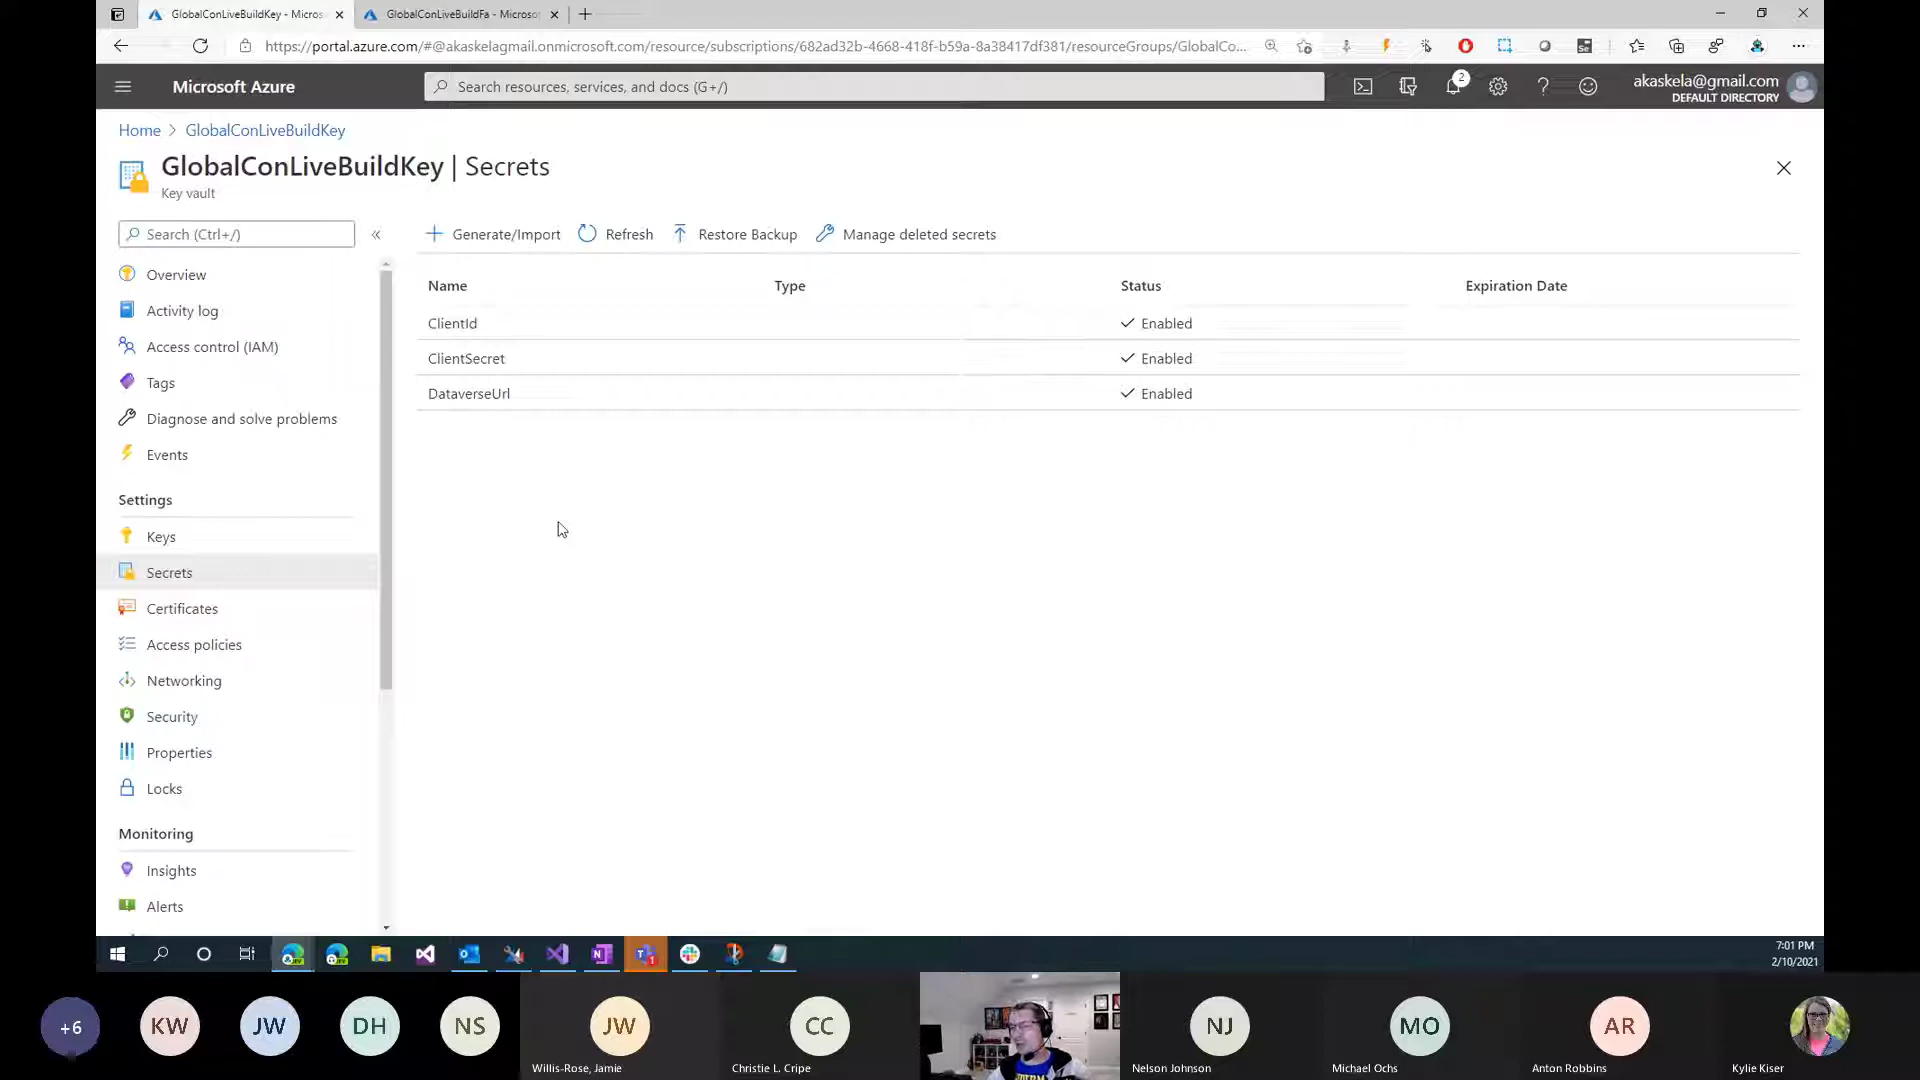 GlobalConLiveBuildKey - Micros
GlobalConLiveBuildFa - Microso
https://portal.azure.com/#@akaskelagmail.onmicrosoft.com/resource/subscriptions/682ad32b-4668-418f-b59a-8a38417df381/resourceGroups/GlobalCo...
Microsoft Azure
Search resources, services, and docs (G+/)
2
akaskela@gmail.com
DEFAULT DIRECTORY
Home > GlobalConLiveBuildKey
GlobalConLiveBuildKey | Secrets
Key vault
Search (Ctrl+/)
Generate/Import
Refresh
Restore Backup
Manage deleted secrets
Overview
Activity log
Access control (IAM)
Tags
Diagnose and solve problems
Events
Settings
Keys
Secrets
Certificates
Access policies
Networking
Security
Properties
Locks
Monitoring
Insights
Alerts
Name Type Status Expiration Date
ClientId Enabled
ClientSecret Enabled
DataverseUrl Enabled
7:01 PM
2/10/2021
+6
KW
JW
DH
NS
JW
CC
NJ
MO
AR
Willis-Rose, Jamie
Christie L. Cripe
Nelson Johnson
Michael Ochs
Anton Robbins
Kylie Kiser